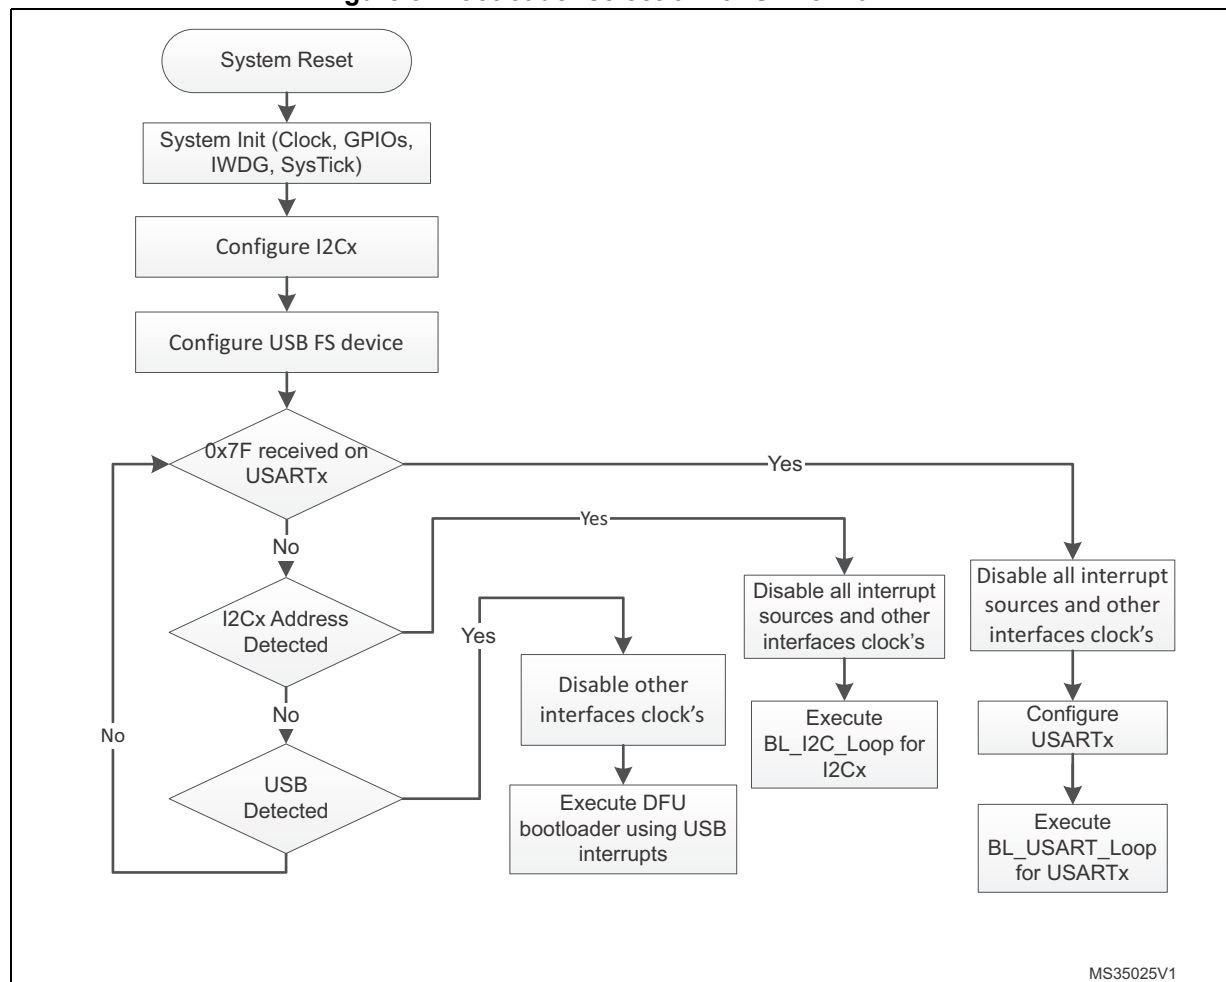 System Reset
System Init (Clock, GPIOs,
IWDG, SysTick)
Configure I2Cx
Configure USB FS device
0x7F received on
USARTx
Yes
No
Yes
I2Cx Address
Detected
Yes
No
No
USB
Detected
Disable other
interfaces clock's
Execute DFU
bootloader using USB
interrupts
Disable all interrupt
sources and other
interfaces clock's
Execute
BL_I2C_Loop for
I2Cx
Disable all interrupt
sources and other
interfaces clock's
Configure
USARTx
Execute
BL_USART_Loop
for USARTx
MS35025V1